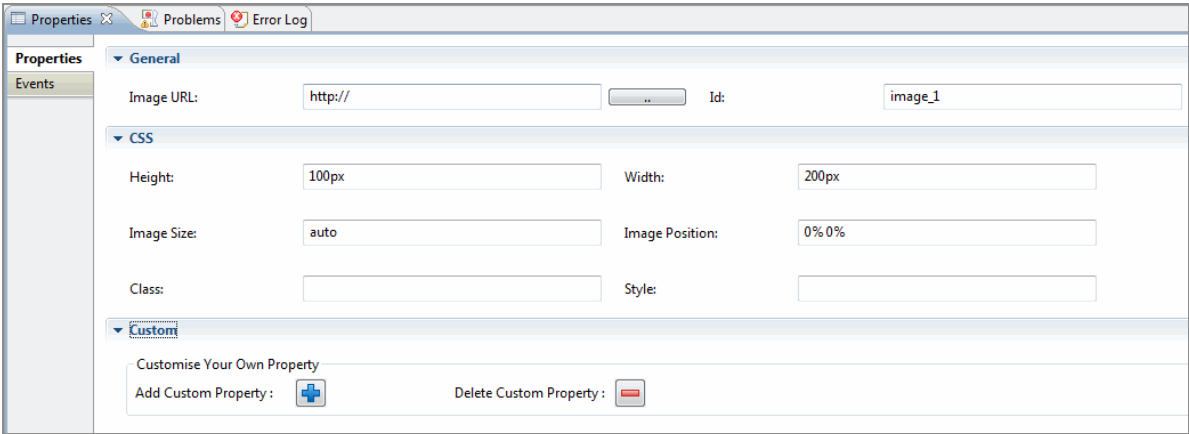 Properties Problems Error Log
Properties
Events
General
Image URL: http:// .. Id: image_1
CSS
Height: 100px Width: 200px
Image Size: auto Image Position: 0% 0%
Class: Style:
Custom
Customise Your Own Property
Add Custom Property : Delete Custom Property :